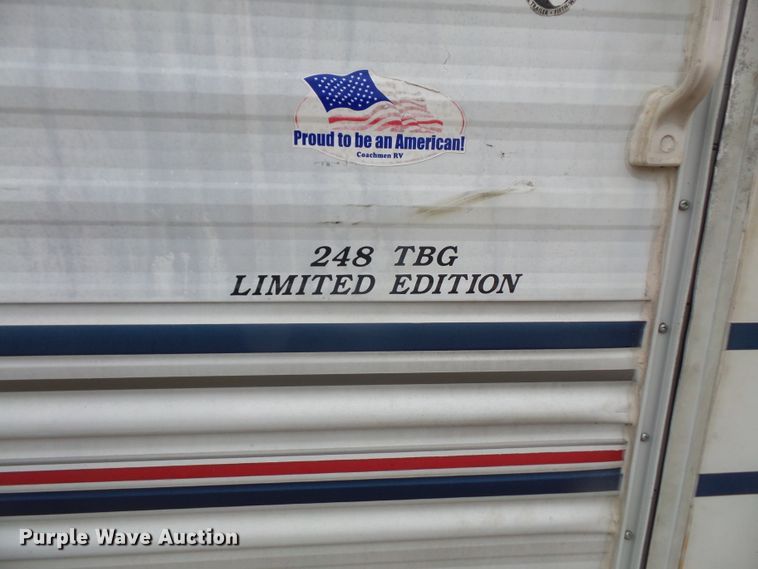 Proud to be an American!
Coachmen RV
248 TBG
LIMITED EDITION
Purple Wave Auction